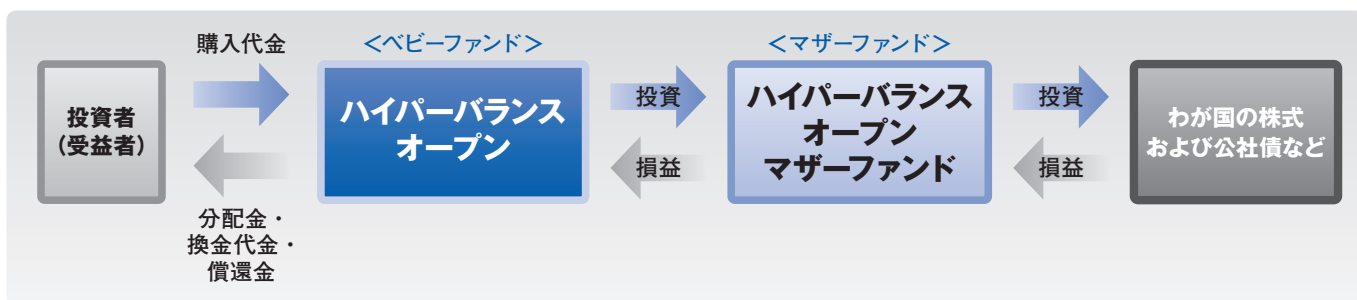 購入代金
<ベビーファンド>
<マザーファンド>
投資者
(受益者)
ハイパーバランス
オープン
投資
損益
ハイパーバランス
オープン
マザーファンド
投資
損益
わが国の株式
および公社債など
分配金・
換金代金・
償還金